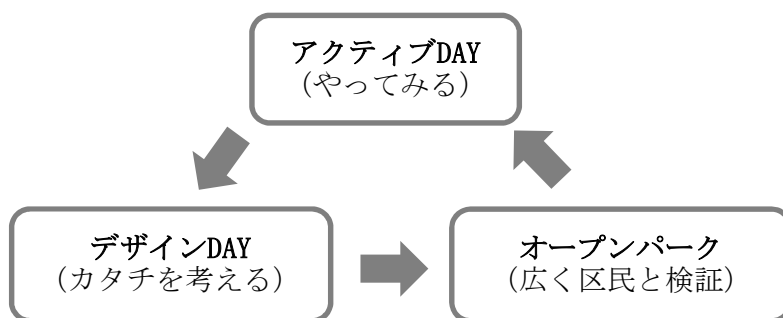 アクティブDAY
(やってみる)
デザインDAY
(カタチを考える)
オープンパーク
(広く区民と検証)